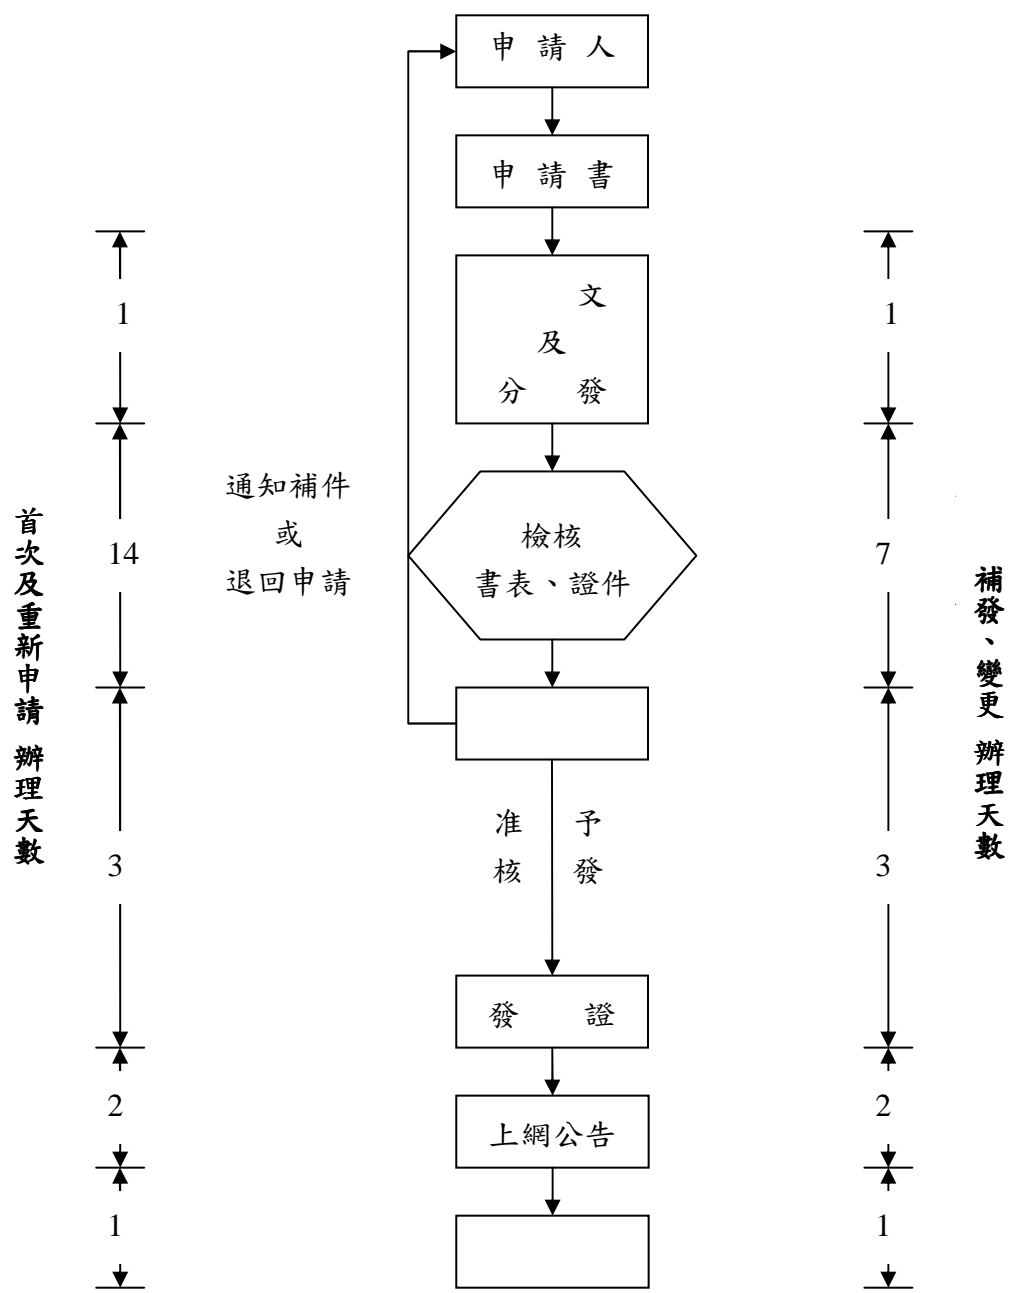 申請人
申請書
1
文
及
分發
1
通知補件
或
退回申請
首次及重新申請 辦理天數
14
檢核
書表、證件
7
補發、變更 辦理天數
准予
核發
3
3
發證
2
上網公告
2
1
1